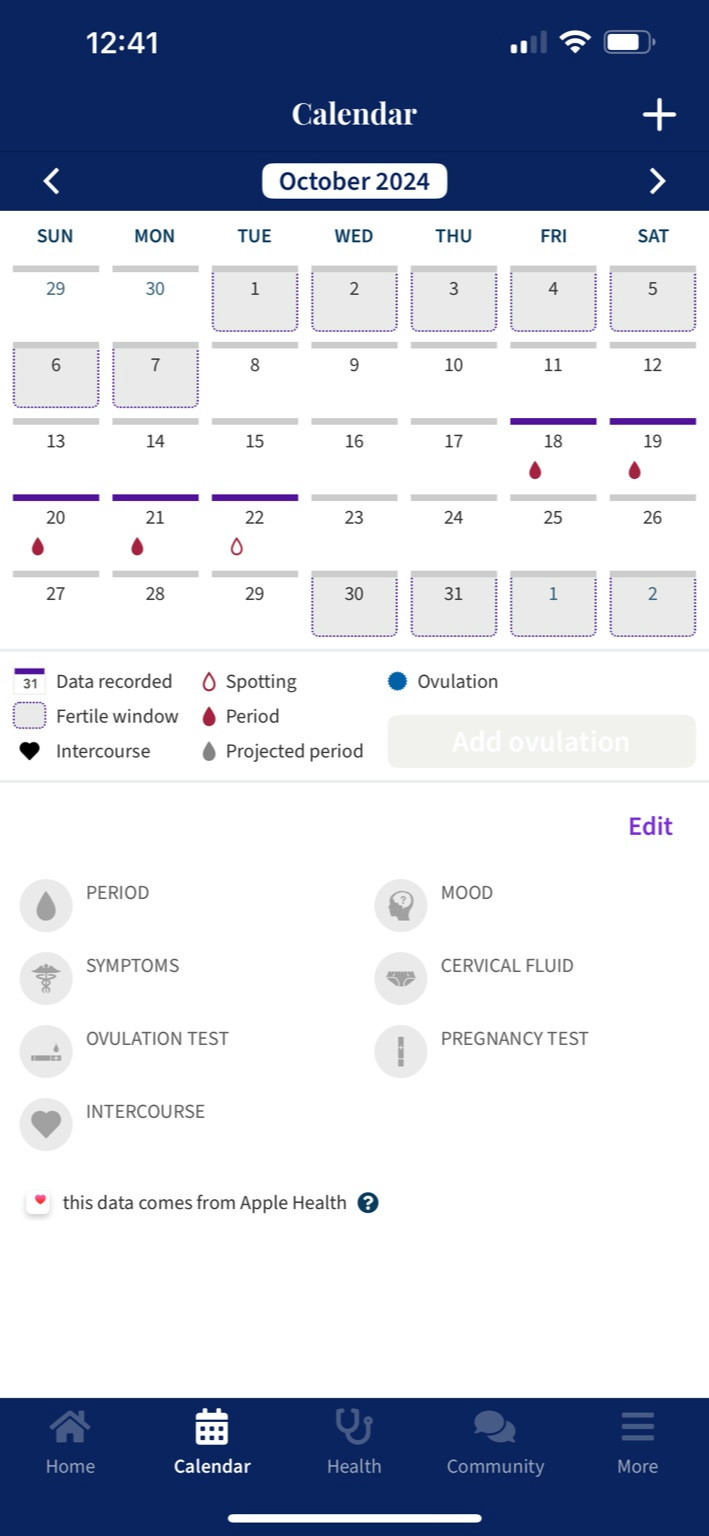 12:41
Calendar
October 2024
SUN MON TUE WED THU FRI SAT
29 30 1 2 3 4 5
6 7 8 9 10 11 12
13 14 15 16 17 18 19
20 21 22 23 24 25 26
27 28 29 30 31 1 2
31 Data recorded Spotting Ovulation
Fertile window Period
Add ovulation
Intercourse Projected period
Edit
PERIOD MOOD
?
SYMPTOMS CERVICAL FLUID
OVULATION TEST PREGNANCY TEST
INTERCOURSE
this data comes from Apple Health ?
Home Calendar Health Community More